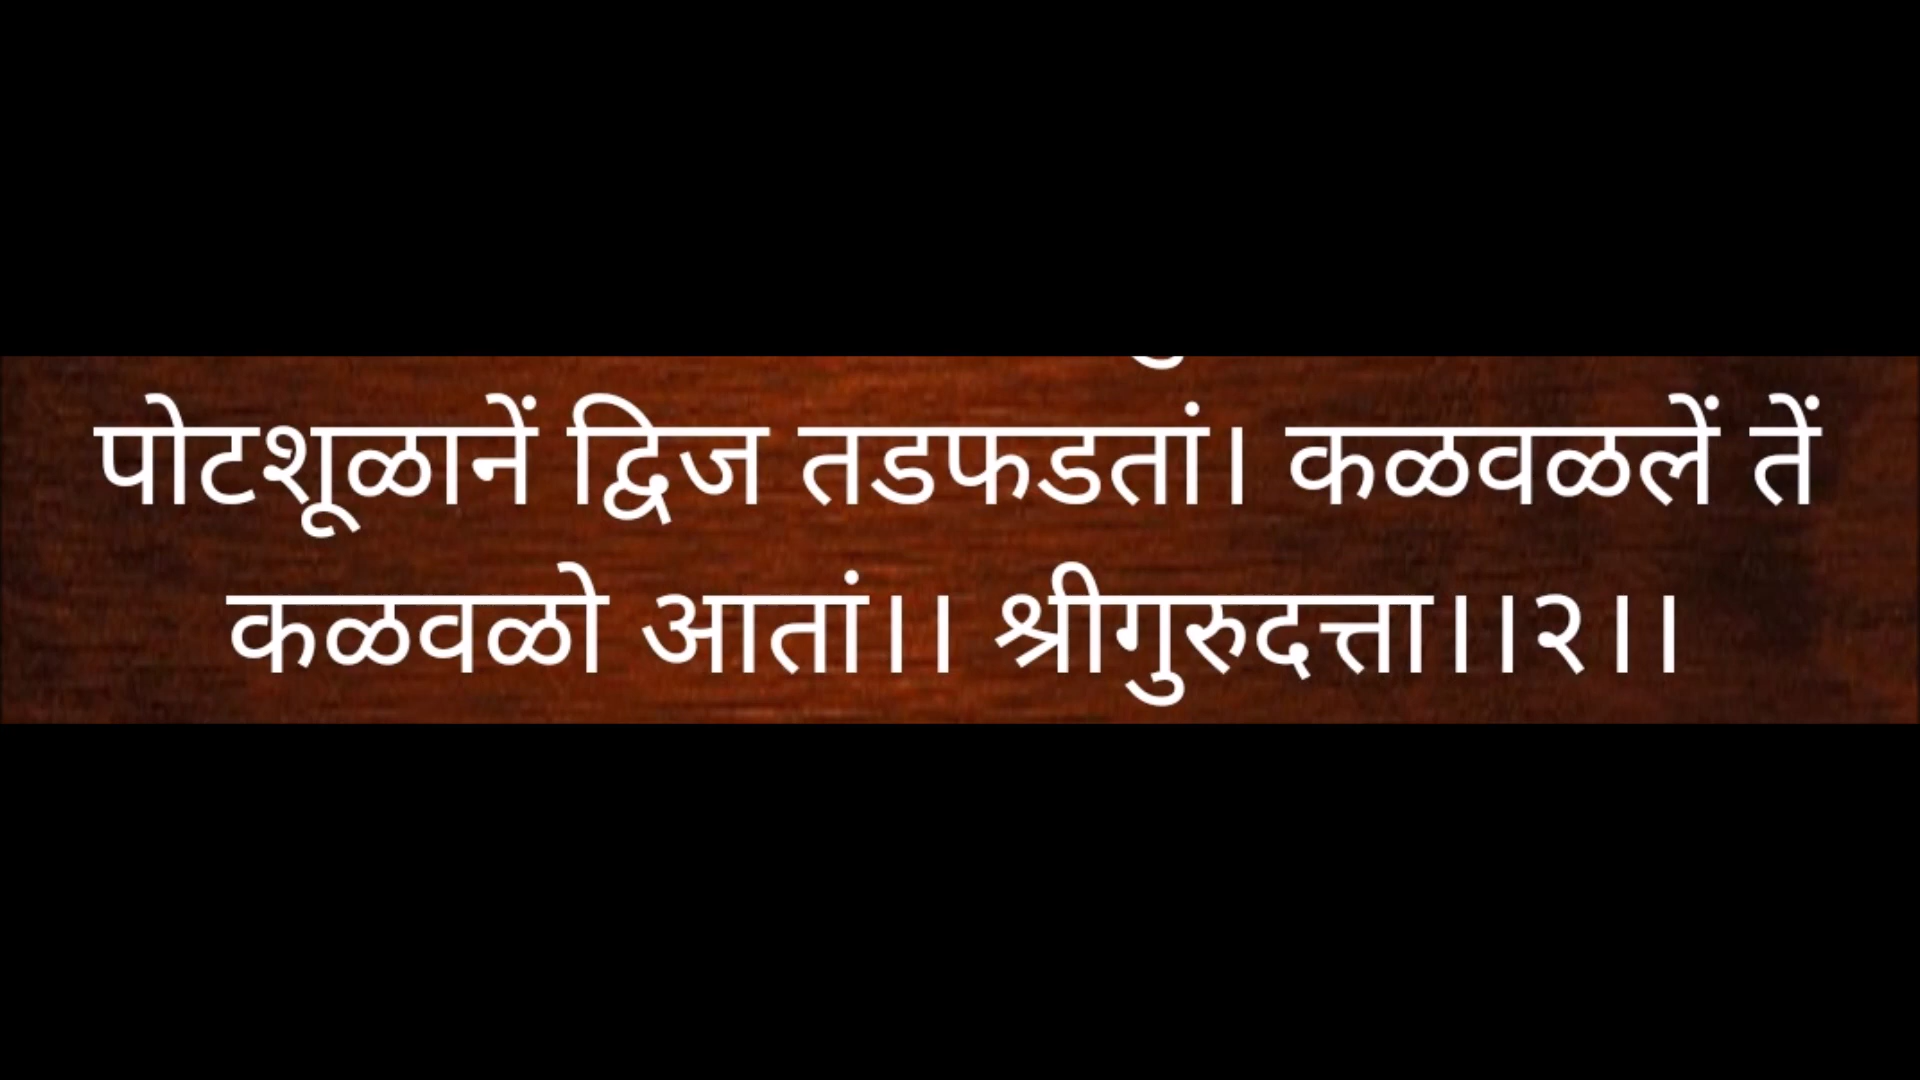 पोटशूळानें द्विज तडफडतां। कळवळलें तें
कळवळो आतां।। श्रीगुरुदत्ता।।२।।